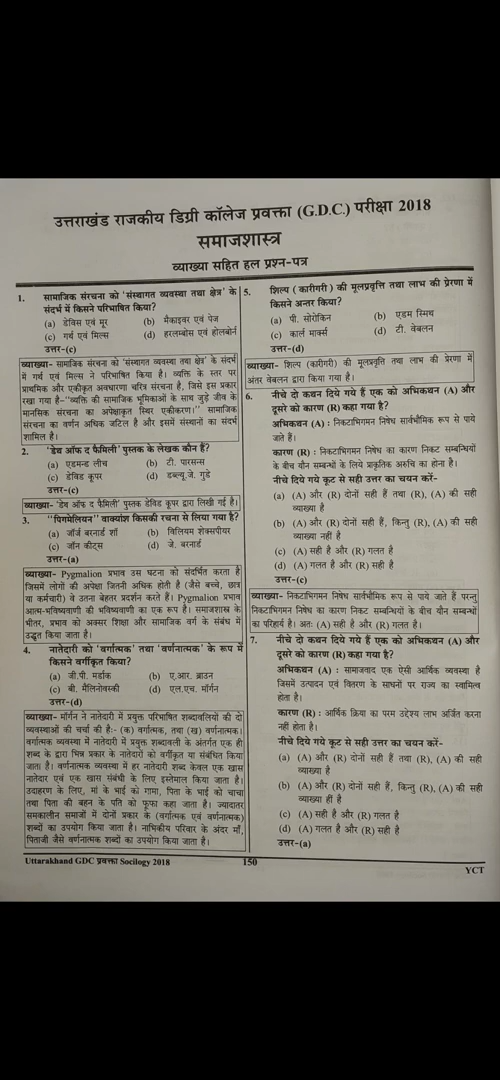 उत्तराखंड राजकीय डिग्री कॉलेज प्रवक्ता (G.D.C.) परीक्षा 2018
समाजशास्त्र
व्याख्या सहित हल प्रश्न-पत्र
1. सामाजिक संरचना को 'संस्थागत व्यवस्था तथा क्षेत्र' के
संदर्भ में किसने परिभाषित किया?
(a) डेविस एवं मूर (b) मैकाइवर एवं पेज
(c) गर्थ एवं मिल्स (d) हरलम्बोस एवं होलबोर्न
उत्तर-(c)
व्याख्या- सामाजिक संरचना को 'संस्थागत व्यवस्था तथा क्षेत्र' के संदर्भ
में गर्थ एवं मिल्स ने परिभाषित किया है। व्यक्ति के स्तर पर
प्राथमिक और एकीकृत अवधारणा चरित्र संरचना है, जिसे इस प्रकार
रखा गया है-"व्यक्ति की सामाजिक भूमिकाओं के साथ जुड़े जीव के
मानसिक संरचना का अपेक्षाकृत स्थिर एकीकरण।" सामाजिक
संरचना का वर्णन अधिक जटिल है और इसमें संस्थानों का संदर्भ
शामिल है।
2. 'डेथ ऑफ द फैमिली' पुस्तक के लेखक कौन हैं?
(a) एडमन्ड लीच (b) टी. पारसन्स
(c) डेविड कूपर (d) डब्ल्यू.जे. गुडे
उत्तर-(c)
व्याख्या- 'डेथ ऑफ द फैमिली' पुस्तक डेविड कूपर द्वारा लिखी गई है।
3. "पिगमेलियन" वाक्यांश किसकी रचना से लिया गया है?
(a) जॉर्ज बरनार्ड शॉ (b) विलियम शेक्सपीयर
(c) जॉन कीट्स (d) जे. बरनार्ड
उत्तर-(a)
व्याख्या- Pygmalion प्रभाव उस घटना को संदर्भित करता है
जिसमें लोगों की अपेक्षा जितनी अधिक होती है (जैसे बच्चे, छात्र
या कर्मचारी) वे उतना बेहतर प्रदर्शन करते हैं। Pygmalion प्रभाव
आत्म-भविष्यवाणी की भविष्यवाणी का एक रूप है। समाजशास्त्र के
भीतर, प्रभाव को अक्सर शिक्षा और सामाजिक वर्ग के संबंध में
उद्धृत किया जाता है।
4. नातेदारी को 'वर्गात्मक' तथा 'वर्णनात्मक' के रूप में
किसने वर्गीकृत किया?
(a) जी.पी. मर्डाक (b) ए.आर. ब्राउन
(c) बी. मैलिनोवस्की (d) एल.एच. मॉर्गन
उत्तर-(d)
व्याख्या- मॉर्गन ने नातेदारी में प्रयुक्त परिभाषित शब्दावलियों की दो
व्यवस्थाओं की चर्चा की है:- (क) वर्गात्मक, तथा (ख) वर्णनात्मक।
वर्गात्मक व्यवस्था में नातेदारी में प्रयुक्त शब्दावली के अंतर्गत एक ही
शब्द के द्वारा भिन्न प्रकार के नातेदारों को वर्गीकृत या संबंधित किया
जाता है। वर्णनात्मक व्यवस्था में हर नातेदारी शब्द केवल एक खास
नातेदार एवं एक खास संबंधी के लिए इस्तेमाल किया जाता है।
उदाहरण के लिए, मां के भाई को मामा, पिता के भाई को चाचा
तथा पिता की बहन के पति को फूफा कहा जाता है। ज्यादातर
समकालीन समाजों में दोनों प्रकार के (वर्गात्मक एवं वर्णनात्मक)
शब्दों का उपयोग किया जाता है। नाभिकीय परिवार के अंदर माँ,
पिताजी जैसे वर्णनात्मक शब्दों का उपयोग किया जाता है।
5. शिल्प (कारीगरी) की मूलप्रवृत्ति तथा लाभ की प्रेरणा में
किसने अन्तर किया?
(a) पी. सोरोकिन (b) एडम स्मिथ
(c) कार्ल मार्क्स (d) टी. वेबलन
उत्तर-(d)
व्याख्या- शिल्प (कारीगरी) की मूलप्रवृत्ति तथा लाभ की प्रेरणा में
अंतर वेबलन द्वारा किया गया है।
6. नीचे दो कथन दिये गये हैं एक को अभिकथन (A) और
दूसरे को कारण (R) कहा गया है?
अभिकथन (A) : निकटाभिगमन निषेध सार्वभौमिक रूप से पाये
जाते हैं।
कारण (R) : निकटाभिगमन निषेध का कारण निकट सम्बन्धियों
के बीच यौन सम्बन्धों के लिये प्राकृतिक अरुचि का होना है।
नीचे दिये गये कूट से सही उत्तर का चयन करें-
(a) (A) और (R) दोनों सही हैं तथा (R), (A) की सही
व्याख्या है
(b) (A) और (R) दोनों सही हैं, किन्तु (R), (A) की सही
व्याख्या नहीं है
(c) (A) सही है और (R) गलत है
(d) (A) गलत है और (R) सही है
उत्तर-(c)
व्याख्या- निकटाभिगमन निषेध सार्वभौमिक रूप से पाये जाते हैं परन्तु
निकटाभिगमन निषेध का कारण निकट सम्बन्धियों के बीच यौन सम्बन्धों
का परिहार्य है। अतः (A) सही है और (R) गलत है।
7. नीचे दो कथन दिये गये हैं एक को अभिकथन (A) और
दूसरे को कारण (R) कहा गया है?
अभिकथन (A) : सामाजवाद एक ऐसी आर्थिक व्यवस्था है
जिसमें उत्पादन एवं वितरण के साधनों पर राज्य का स्वामित्व
होता है।
कारण (R) : आर्थिक क्रिया का परम उद्देश्य लाभ अर्जित करना
नहीं होता है।
नीचे दिये गये कूट से सही उत्तर का चयन करें-
(a) (A) और (R) दोनों सही हैं तथा (R), (A) की सही
व्याख्या है
(b) (A) और (R) दोनों सही हैं, किन्तु (R), (A) की सही
व्याख्या हीं है
(c) (A) सही है और (R) गलत है
(d) (A) गलत है और (R) सही है
उत्तर-(a)
Uttarakhand GDC प्रवक्ता Socilogy 2018 150 YCT